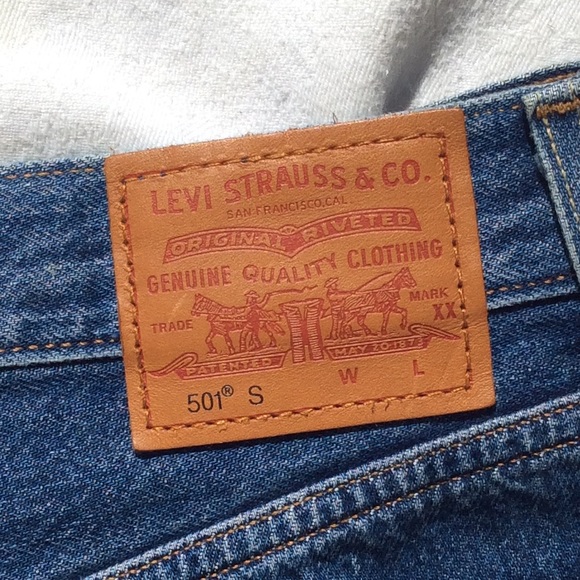 LEVI STRAUSS & CO.
SAN FRANCISCO, CAL.
ORIGINAL RIVETED
GENUINE QUALITY CLOTHING
TRADE MARK XX
PATENTED MAY 20 1873
501® S W L